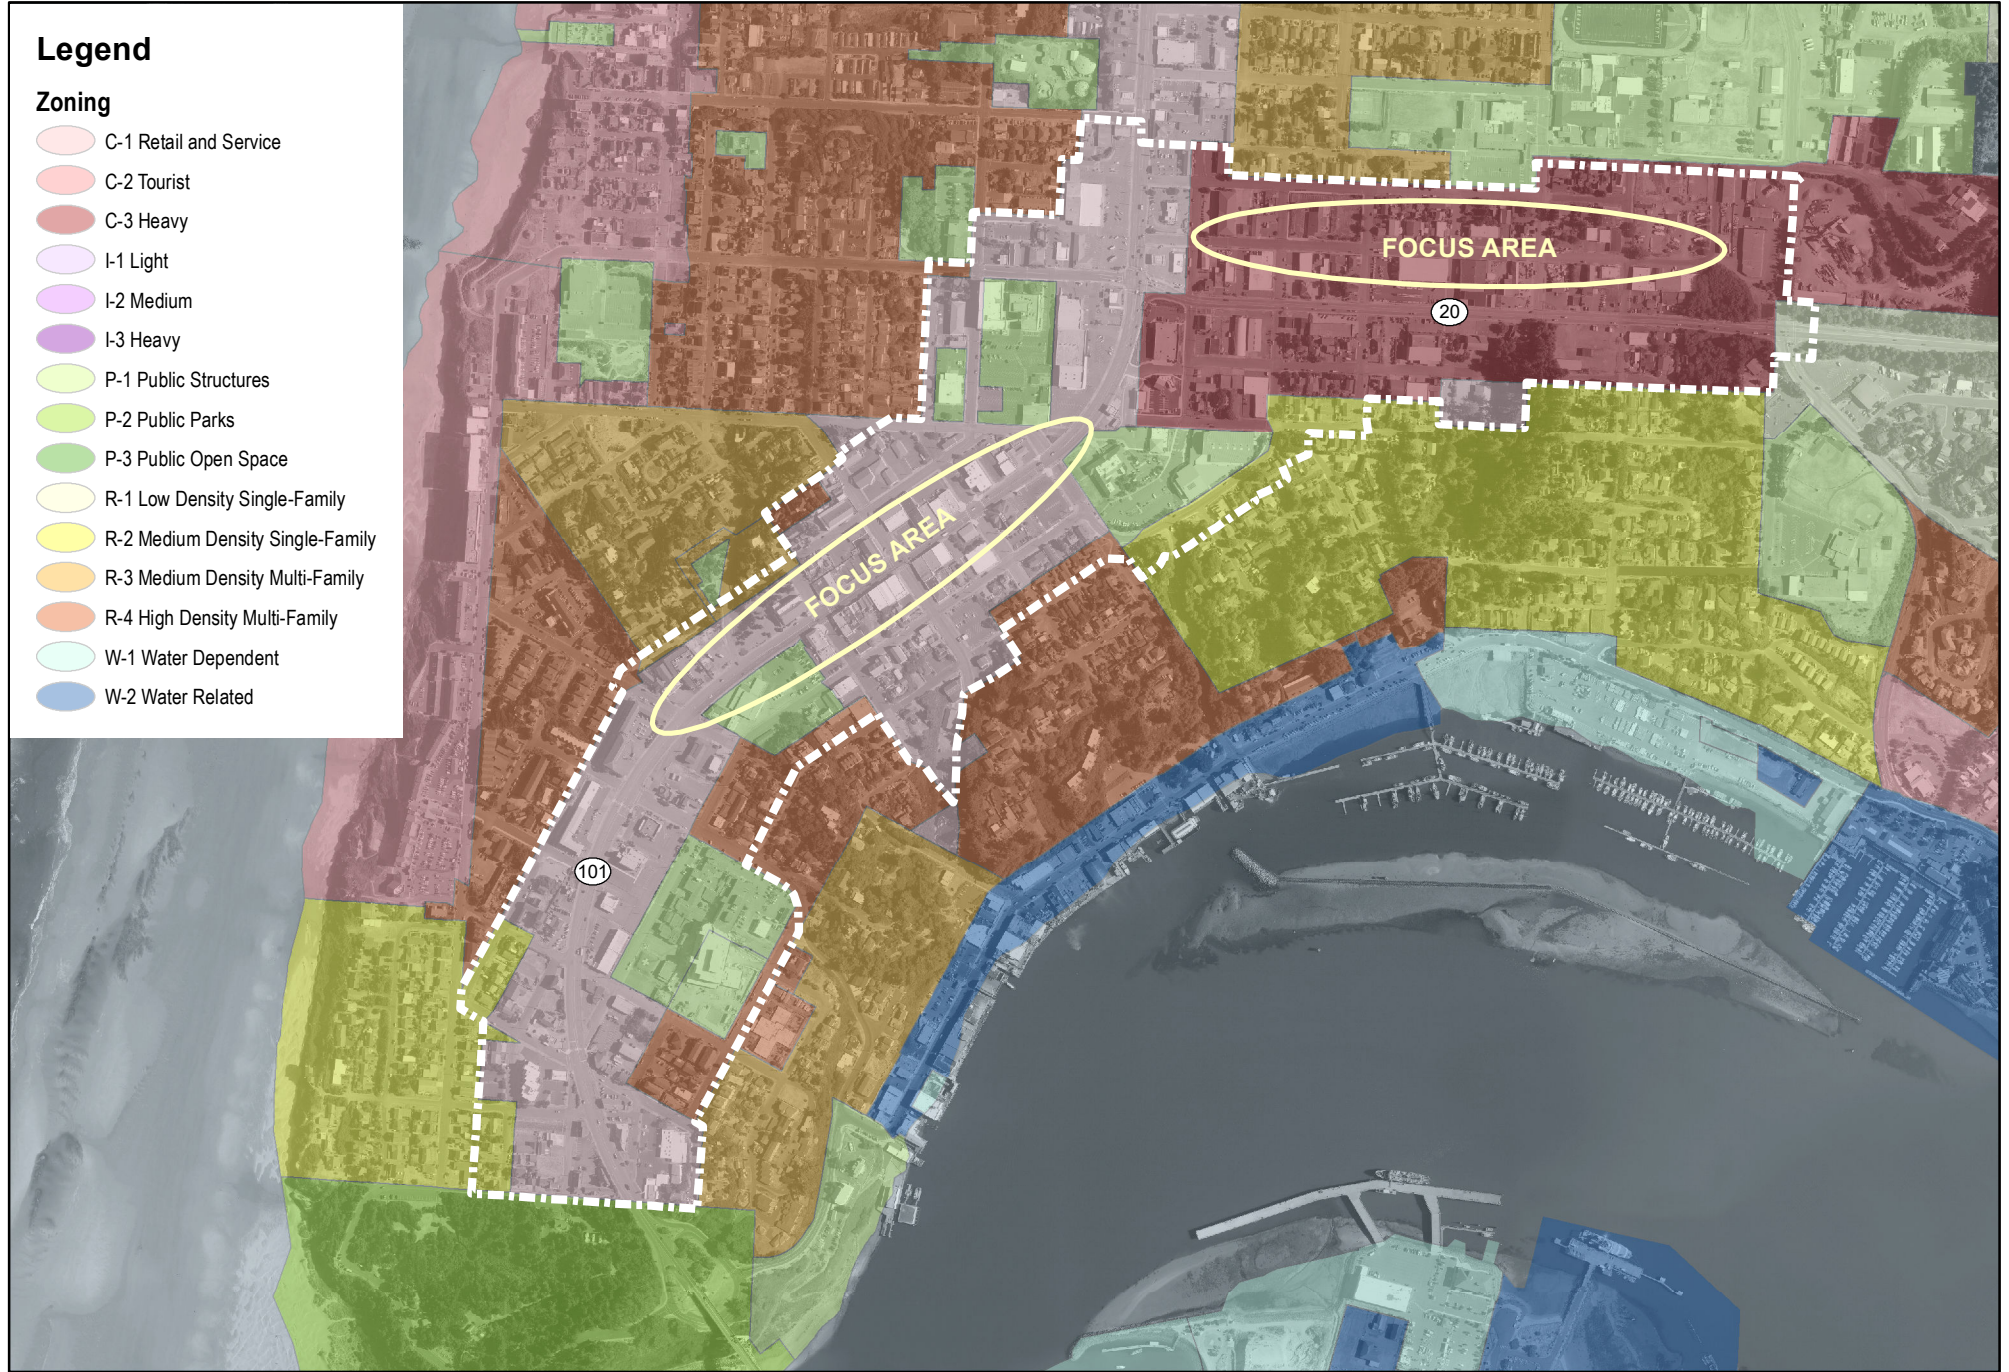 Legend
Zoning
C-1 Retail and Service
C-2 Tourist
C-3 Heavy
I-1 Light
I-2 Medium
I-3 Heavy
P-1 Public Structures
P-2 Public Parks
P-3 Public Open Space
R-1 Low Density Single-Family
R-2 Medium Density Single-Family
R-3 Medium Density Multi-Family
R-4 High Density Multi-Family
W-1 Water Dependent
W-2 Water Related
FOCUS AREA
20
FOCUS AREA
101